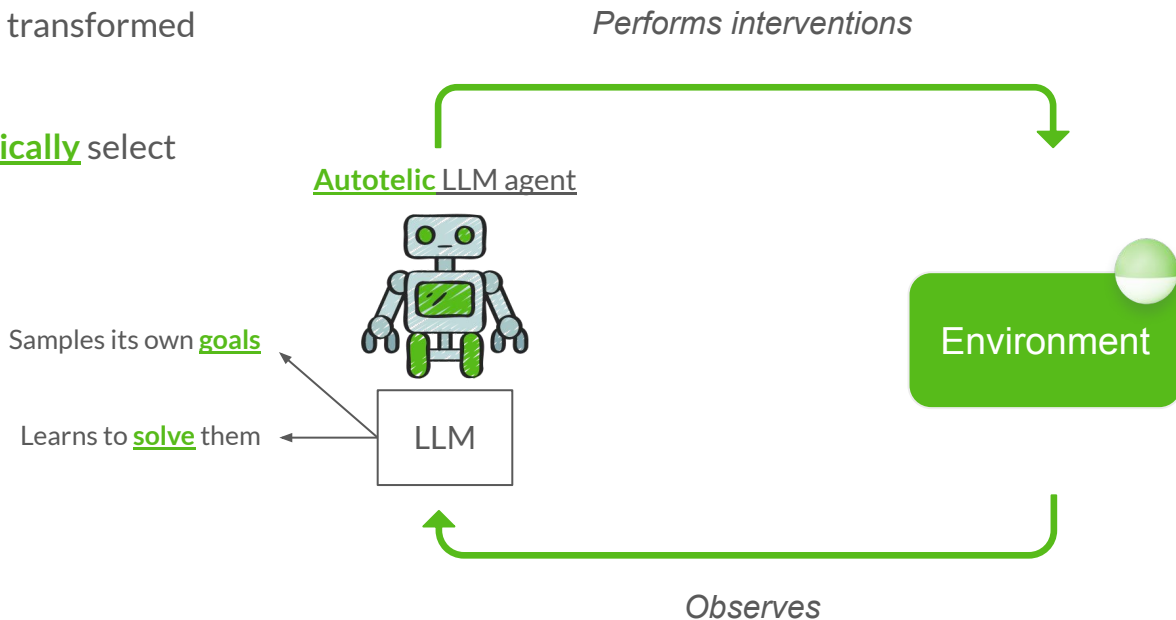 transformed
Performs interventions
ically select
Autotelic LLM agent
Environment
Samples its own goals
Learns to solve them
LLM
Observes